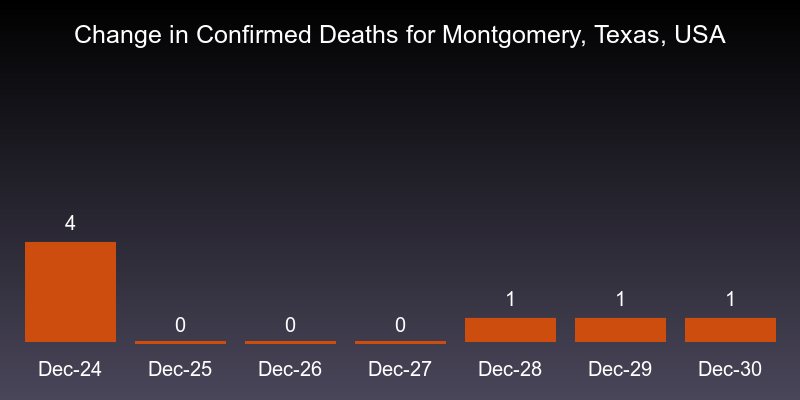 Change in Confirmed Deaths for Montgomery, Texas, USA
4
0
0
0
1
1
1
Dec-24
Dec-25
Dec-26
Dec-27
Dec-28
Dec-29
Dec-30